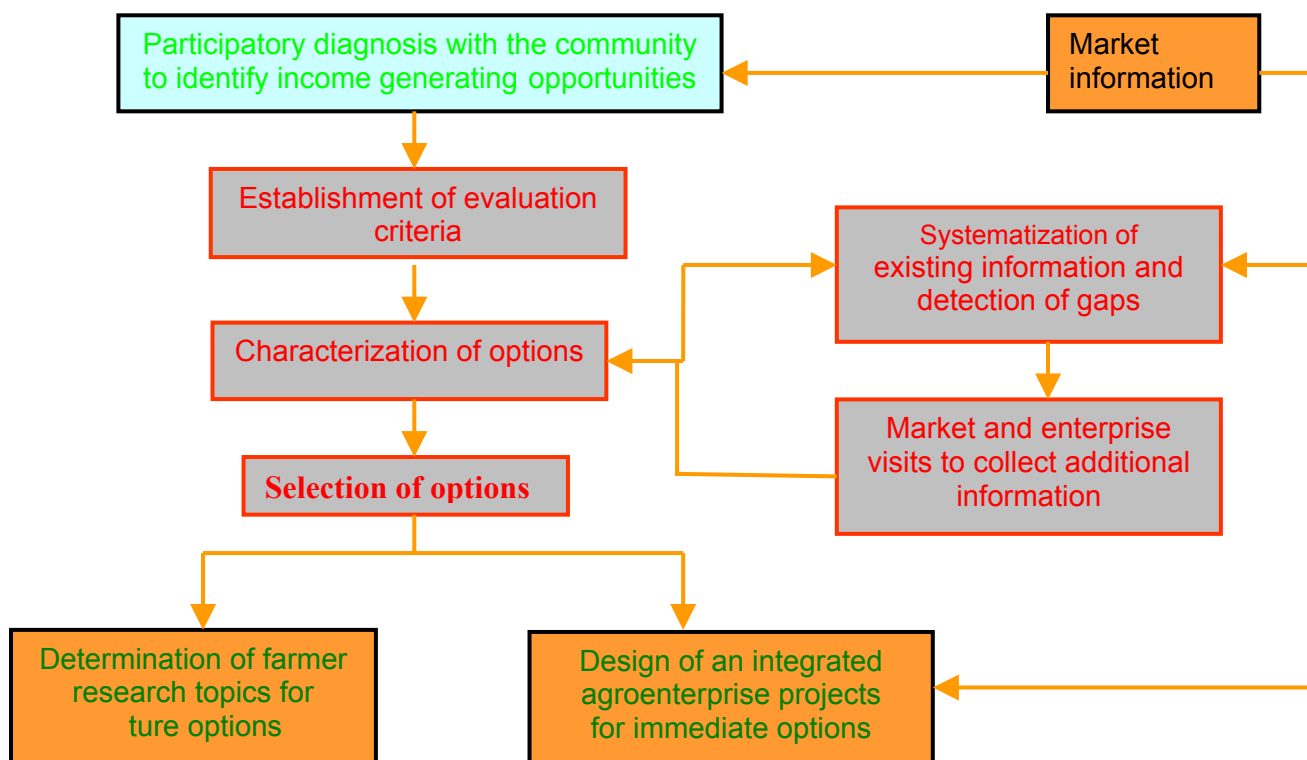 Participatory diagnosis with the community
to identify income generating opportunities
Market
information
Establishment of evaluation
criteria
Systematization of
existing information and
detection of gaps
Characterization of options
Market and enterprise
visits to collect additional
information
Selection of options
Determination of farmer
research topics for
ture options
Design of an integrated
agroenterprise projects
for immediate options